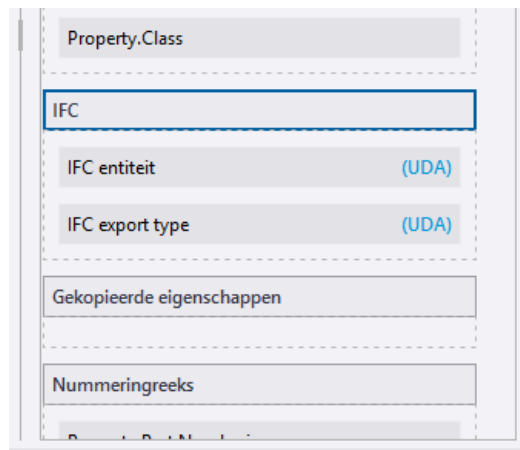 Property.Class
IFC
IFC entiteit (UDA)
IFC export type (UDA)
Gekopieerde eigenschappen
Nummeringreeks